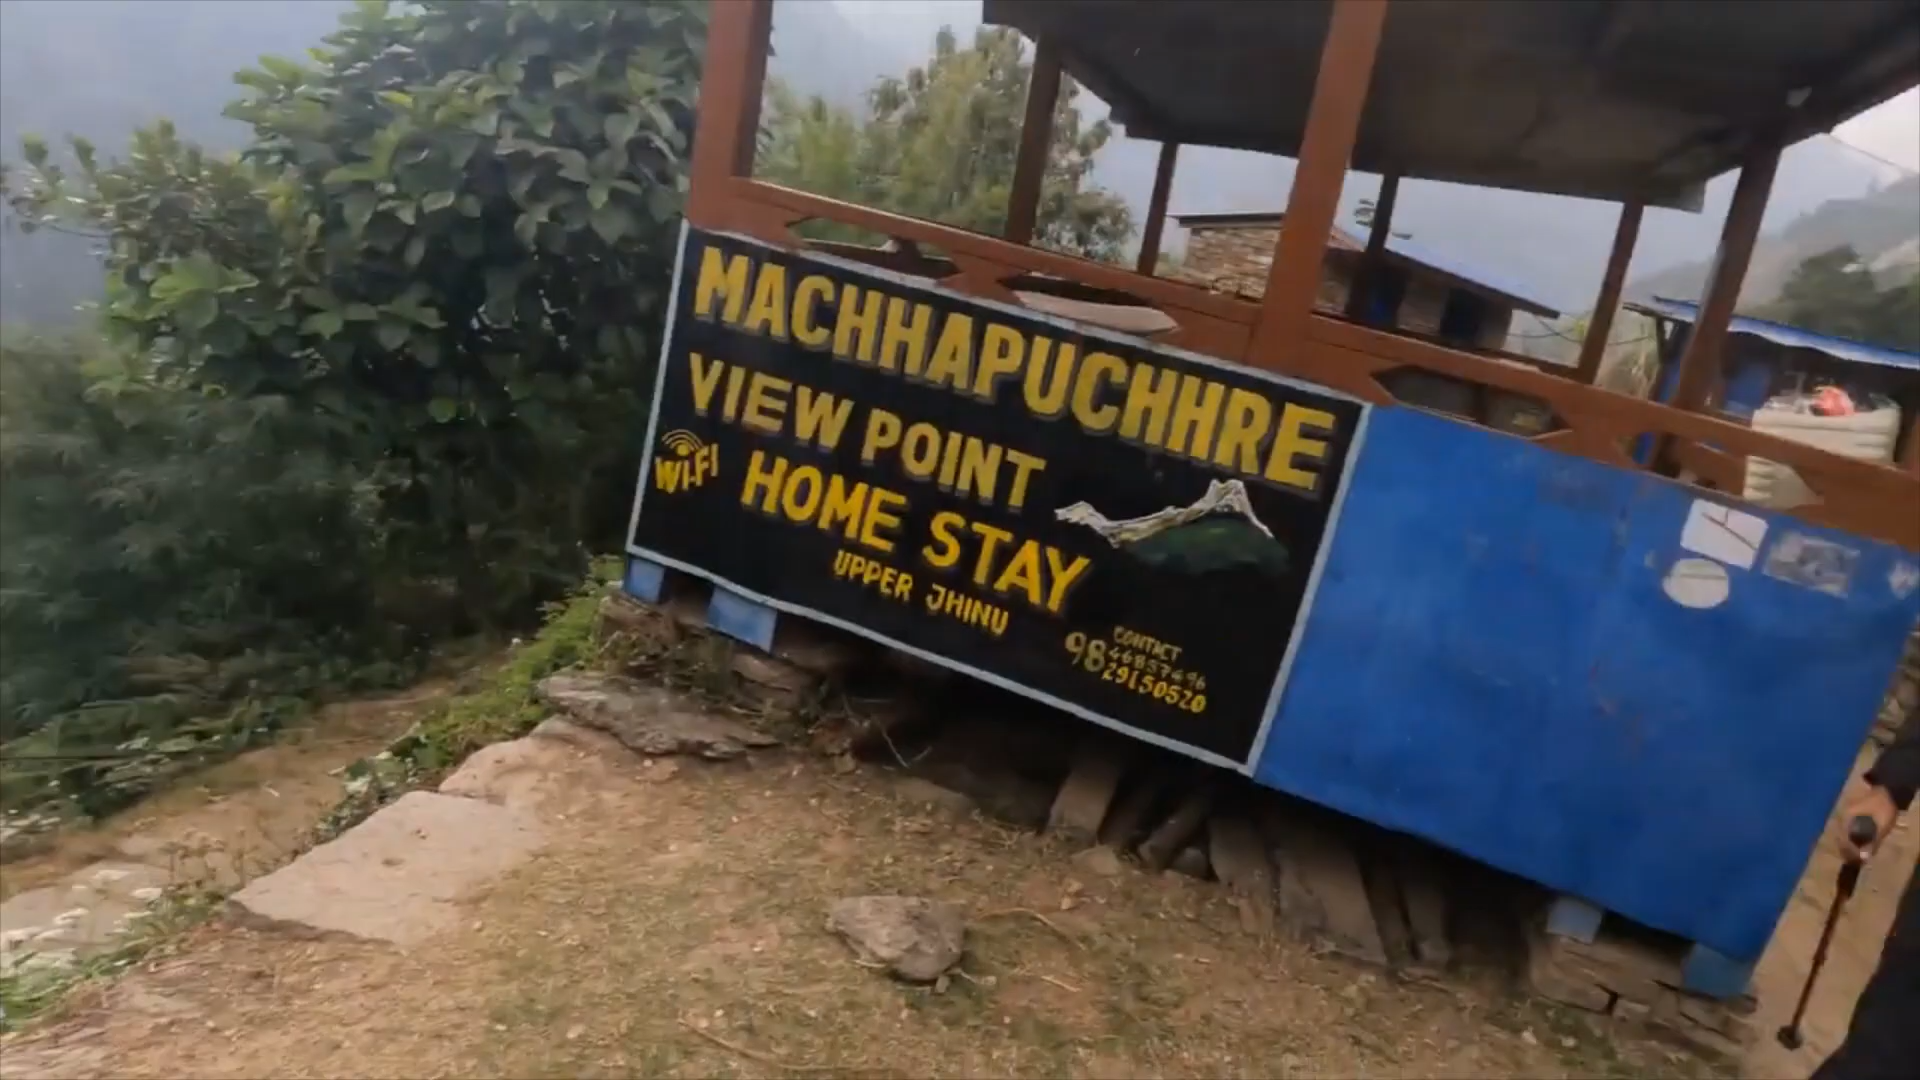 MACHHAPUCHHRE
VIEW POINT
WI-FI
HOME STAY
UPPER JHINU
CONTACT
98
46857496
29150520